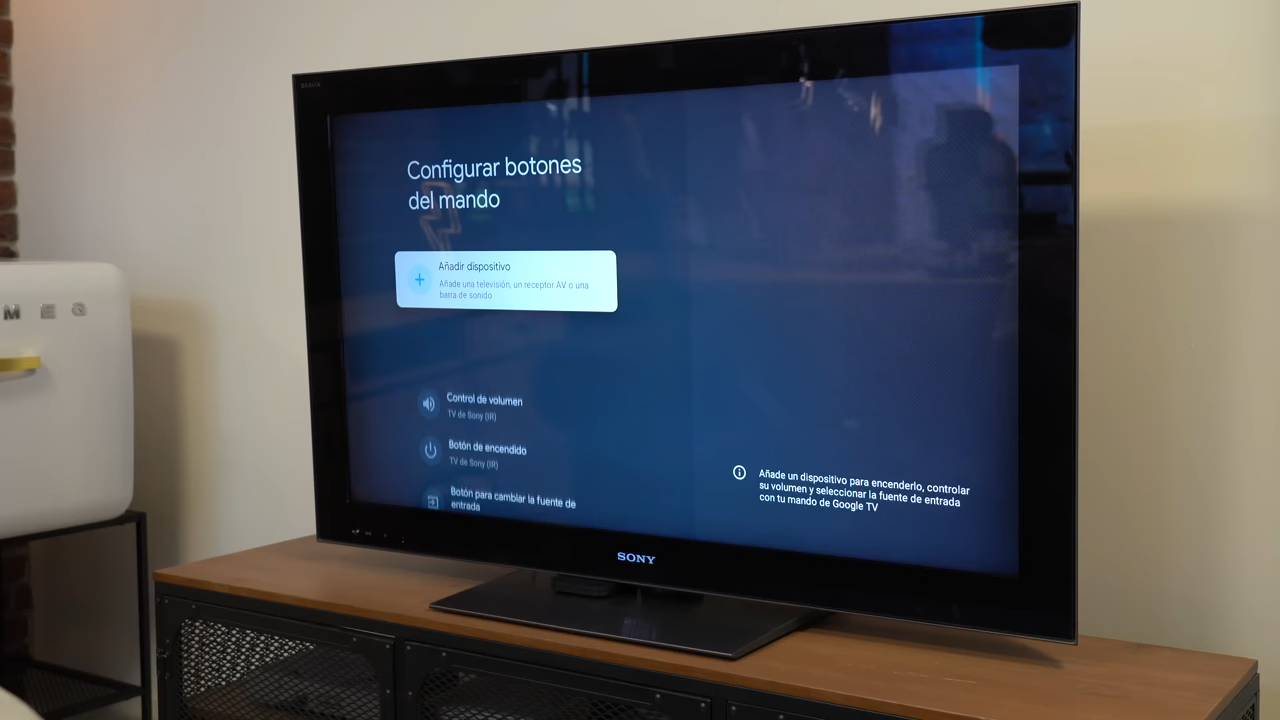 BRAVIA
Configurar botones
del mando
Añadir dispositivo
Añade una televisión, un receptor AV o una
barra de sonido
Control de volumen
TV de Sony (IR)
Botón de encendido
TV de Sony (IR)
Botón para cambiar la fuente de
entrada
Añade un dispositivo para encenderlo, controlar
su volumen y seleccionar la fuente de entrada
con tu mando de Google TV
SONY
M E G